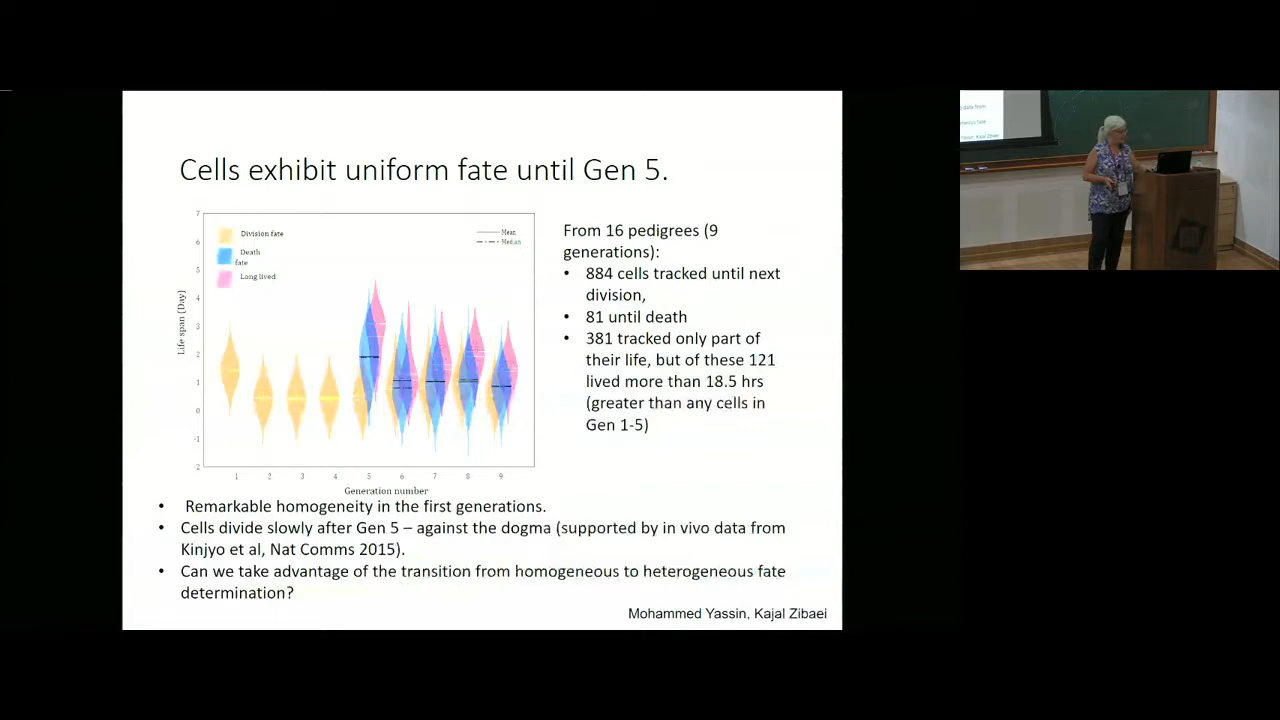 Cells exhibit uniform fate until Gen 5.
7
6
5
4
3
2
1
0
-1
2
Life span (Day)
Division fate
Death
fate
Long lived
Mean
Median
1 2 3 4 5 6 7 8 9
Generation number
From 16 pedigrees (9
generations):
• 884 cells tracked until next
division,
• 81 until death
• 381 tracked only part of
their life, but of these 121
lived more than 18.5 hrs
(greater than any cells in
Gen 1-5)
• Remarkable homogeneity in the first generations.
• Cells divide slowly after Gen 5 – against the dogma (supported by in vivo data from
Kinjyo et al, Nat Comms 2015).
• Can we take advantage of the transition from homogeneous to heterogeneous fate
determination?
Mohammed Yassin, Kajal Zibaei
data from